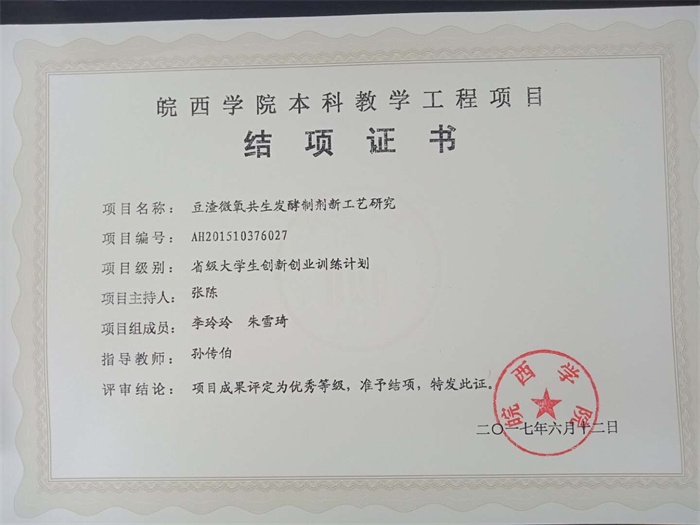 皖西学院本科教学工程项目
结项证书
项目名称：豆渣微氧共生发酵制剂新工艺研究
项目编号：AH201510376027
项目级别：省级大学生创新创业训练计划
项目主持人：张陈
项目组成员：李玲玲 朱雪琦
指导教师：孙传伯
评审结论：项目成果评定为优秀等级，准予结项，特发此证。
皖西学院
二〇一七年六月十二日